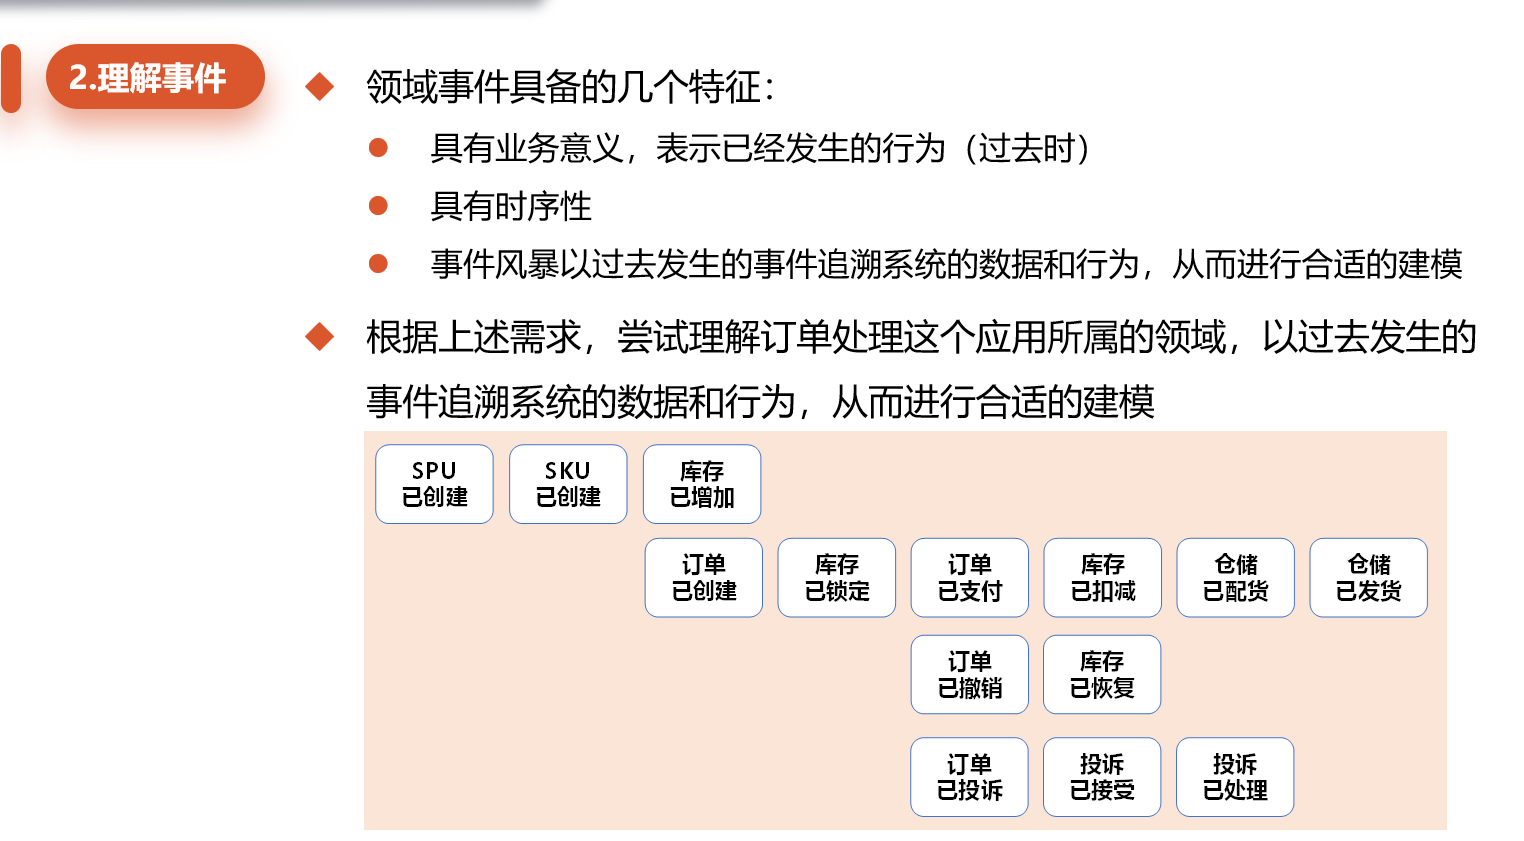 2.理解事件
领域事件具备的几个特征：
具有业务意义，表示已经发生的行为（过去时）
具有时序性
事件风暴以过去发生的事件追溯系统的数据和行为，从而进行合适的建模
根据上述需求，尝试理解订单处理这个应用所属的领域，以过去发生的
事件追溯系统的数据和行为，从而进行合适的建模
SPU
已创建
SKU
已创建
库存
已增加
订单
已创建
库存
已锁定
订单
已支付
库存
已扣减
仓储
已配货
仓储
已发货
订单
已撤销
库存
已恢复
订单
已投诉
投诉
已接受
投诉
已处理